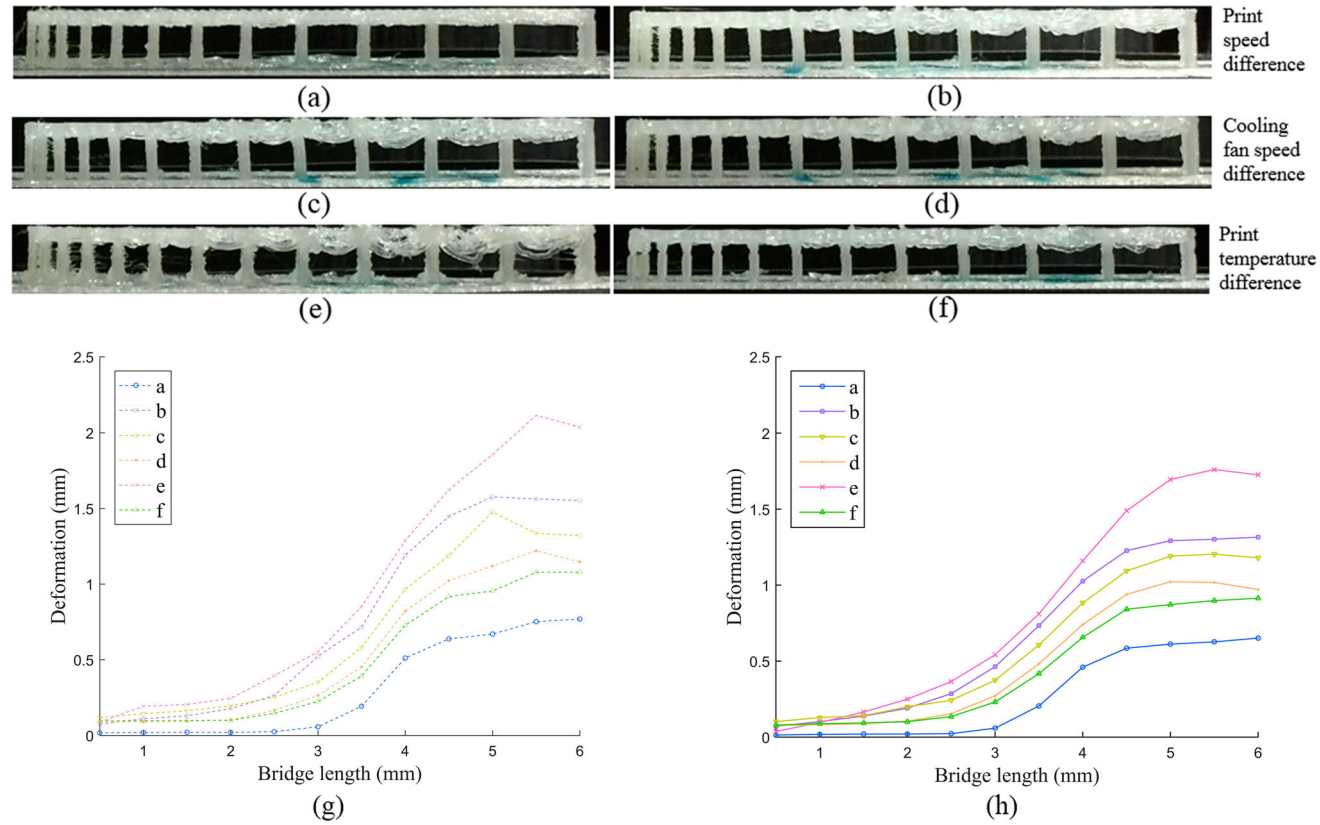 Print
speed
difference
(a)
(b)
Cooling
fan speed
difference
(c)
(d)
Print
temperature
difference
(e)
(f)
2.5
2
1.5
1
0.5
0
Deformation (mm)
a
b
c
d
e
f
1 2 3 4 5 6
Bridge length (mm)
(g)
2.5
2
1.5
1
0.5
0
Deformation (mm)
a
b
c
d
e
f
1 2 3 4 5 6
Bridge length (mm)
(h)